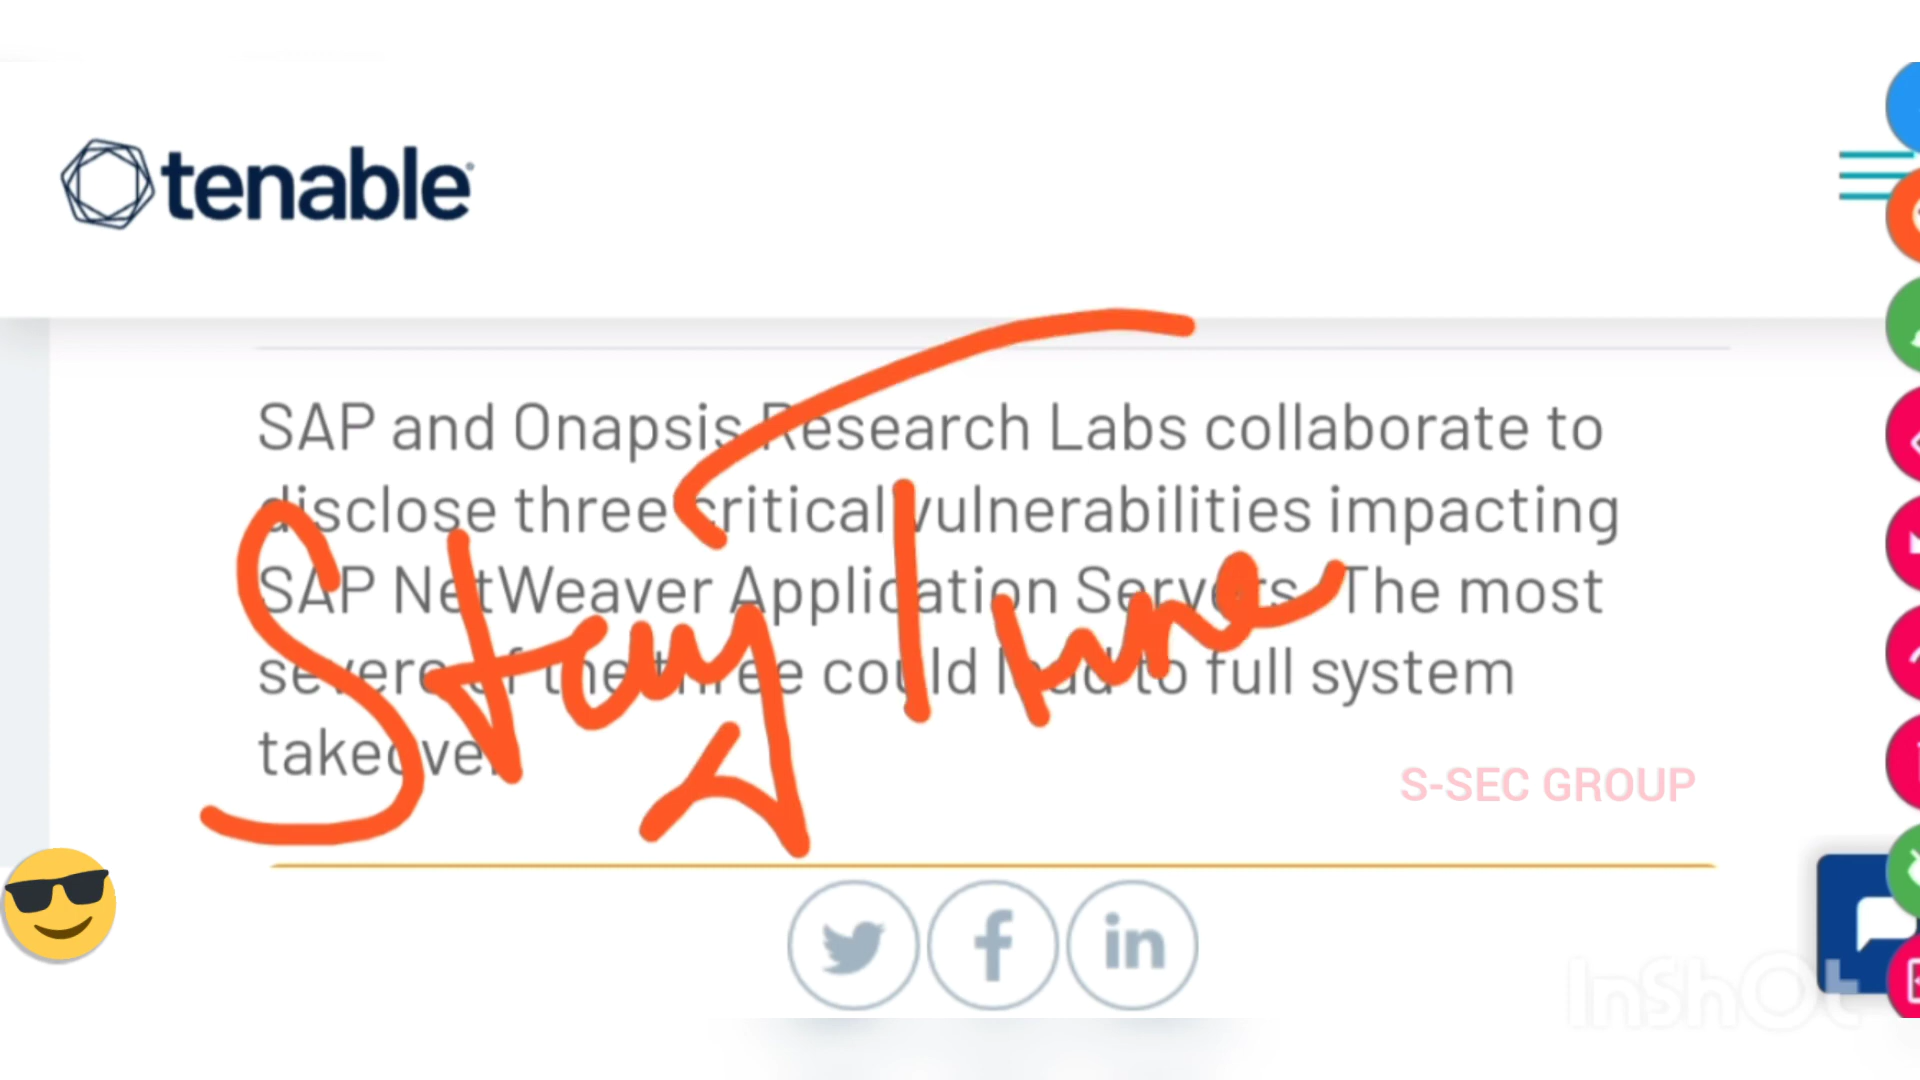 tenable
SAP and Onapsis Research Labs collaborate to
disclose three critical vulnerabilities impacting
SAP NetWeaver Application Servers. The most
severe of the three could lead to full system
takeover.
Stay Tune
S-SEC GROUP
InShOt